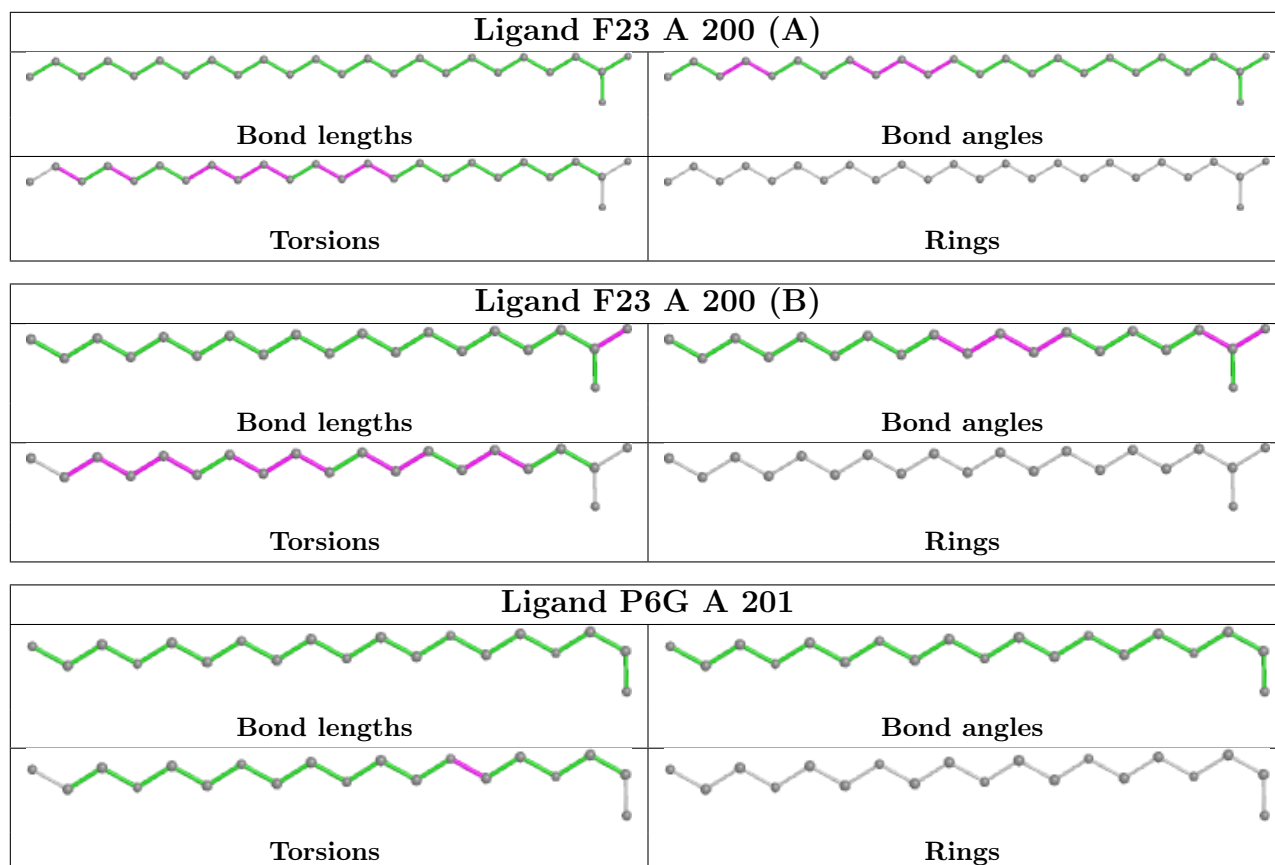 Ligand F23 A 200 (A)
Bond lengths
Bond angles
Torsions
Rings
Ligand F23 A 200 (B)
Bond lengths
Bond angles
Torsions
Rings
Ligand P6G A 201
Bond lengths
Bond angles
Torsions
Rings